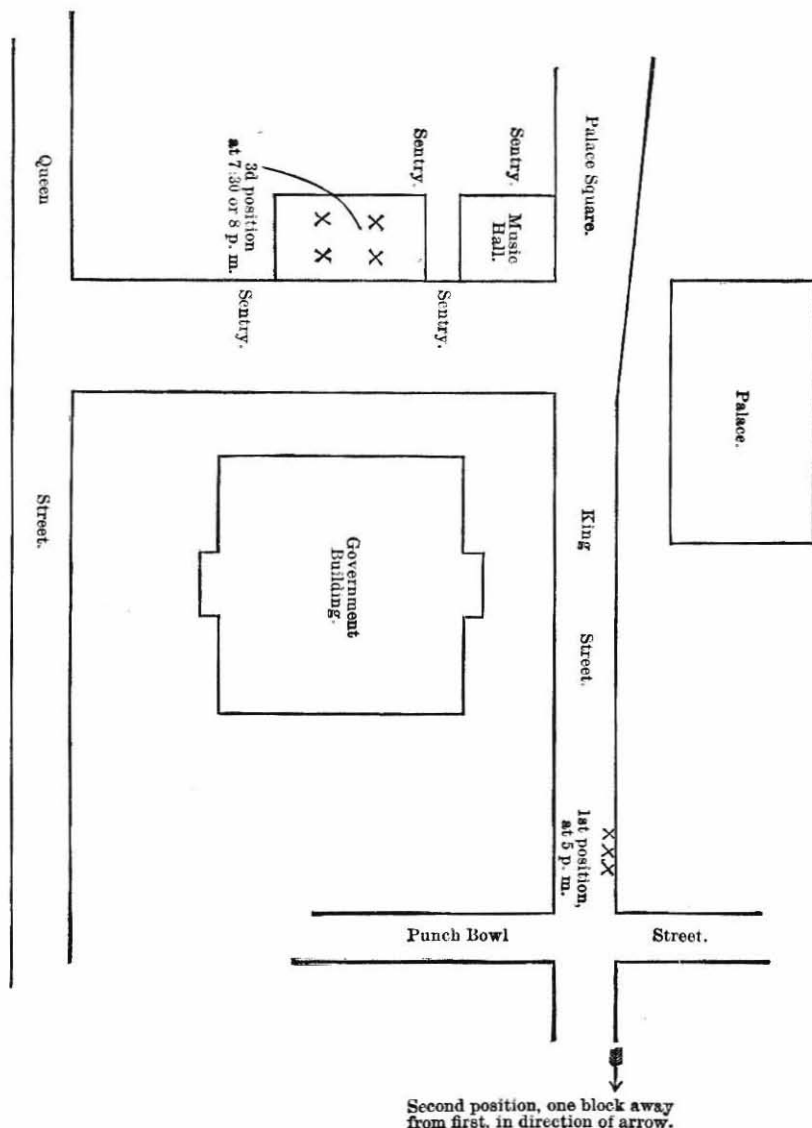 Palace Square.
Sentry.
Sentry.
Queen
3d position
at 7:30 or 8 p. m.
Music
Hall.
Sentry.
Sentry.
Palace.
King
Street.
Street.
Government
Building.
1st position,
at 5 p. m.
Punch Bowl
Street.
Second position, one block away
from first, in direction of arrow.